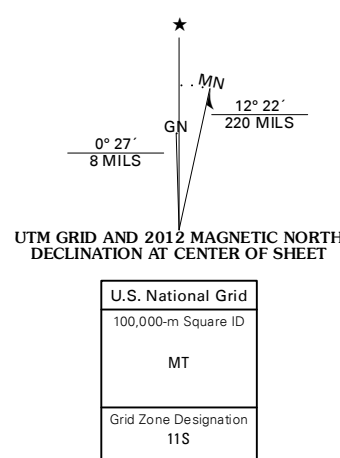 ★
MN
GN
12° 22´
220 MILS
0° 27´
8 MILS
UTM GRID AND 2012 MAGNETIC NORTH
DECLINATION AT CENTER OF SHEET
U.S. National Grid
100,000-m Square ID
MT
Grid Zone Designation
11S